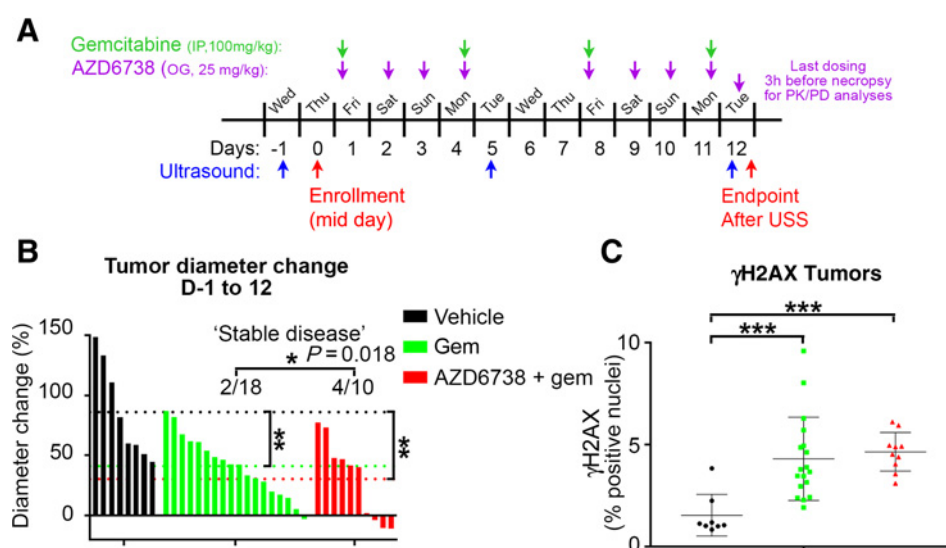 A
Gemcitabine (IP,100mg/kg):
AZD6738 (OG, 25 mg/kg):
Last dosing
3h before necropsy
for PK/PD analyses
Wed Thu Fri Sat Sun Mon Tue Wed Thu Fri Sat Sun Mon Tue
Days: -1 0 1 2 3 4 5 6 7 8 9 10 11 12
Ultrasound:
Enrollment
(mid day)
Endpoint
After USS
B
Tumor diameter change
D-1 to 12
Diameter change (%)
150
100
50
0
'Stable disease'
* P = 0.018
2/18 4/10
**
**
Vehicle
Gem
AZD6738 + gem
C
γH2AX Tumors
***
***
γH2AX
(% positive nuclei)
10
5
0